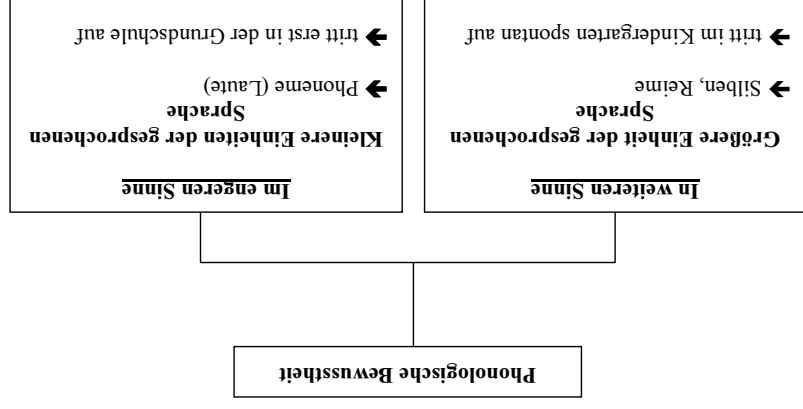 Phonologische Bewusstheit
In weiteren Sinne
Größere Einheit der gesprochenen
Sprache
➔ Silben, Reime
➔ tritt im Kindergarten spontan auf
Im engeren Sinne
Kleinere Einheiten der gesprochenen
Sprache
➔ Phoneme (Laute)
➔ tritt erst in der Grundschule auf